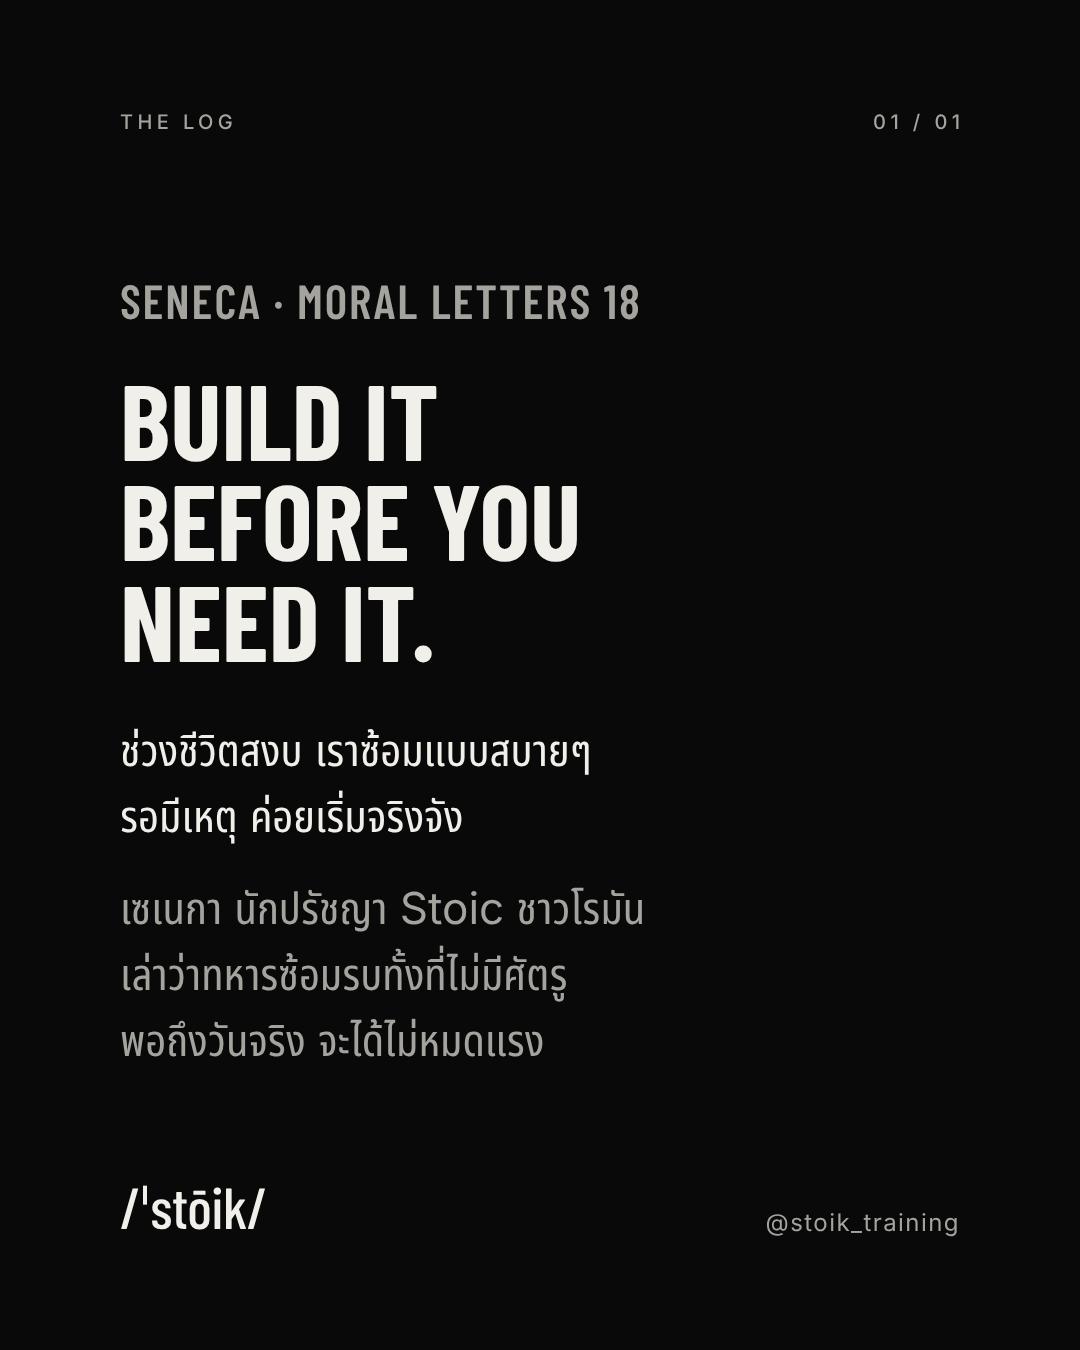 THE LOG
01 / 01
SENECA · MORAL LETTERS 18
BUILD IT
BEFORE YOU
NEED IT.
ช่วงชีวิตสงบ เราซ้อมแบบสบายๆ
รอมีเหตุ ค่อยเริ่มจริงจัง
เซเนกา นักปรัชญา Stoic ชาวโรมัน
เล่าว่าทหารซ้อมรบทั้งที่ไม่มีศัตรู
พอถึงวันจริง จะได้ไม่หมดแรง
/ˈstōik/
@stoik_training